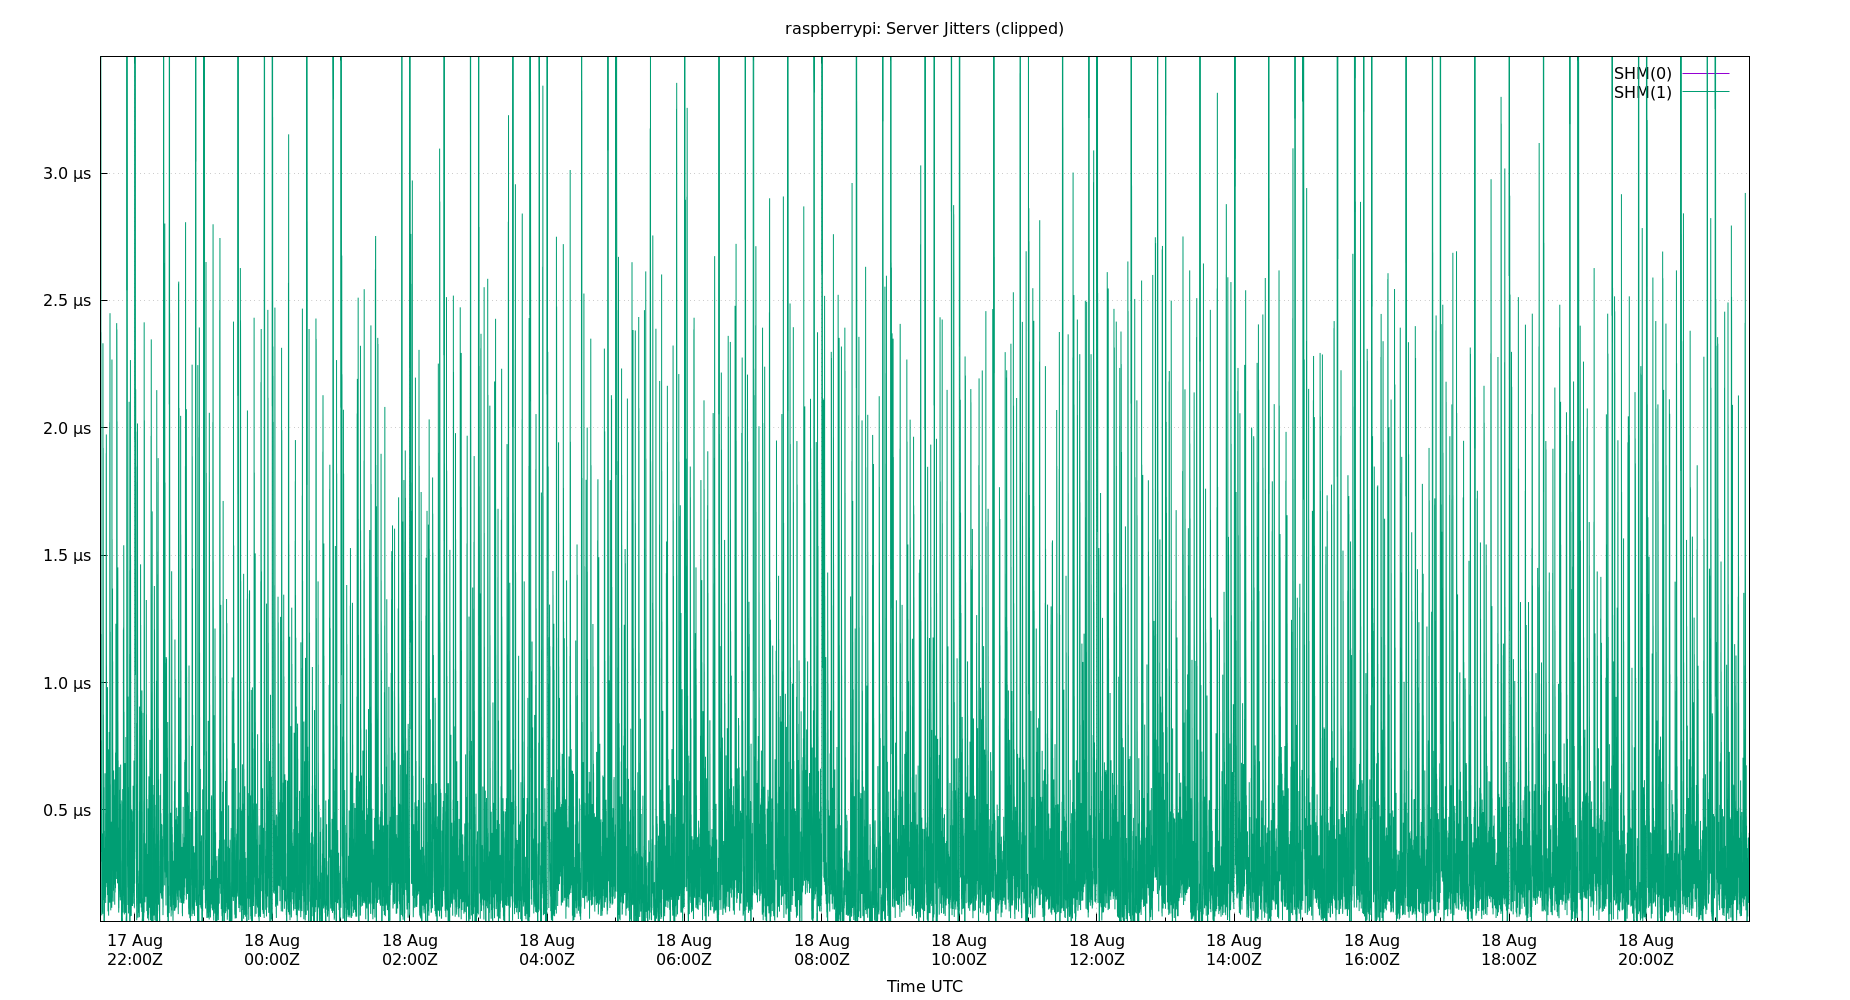 raspberrypi: Server Jitters (clipped)
SHM(0)
SHM(1)
3.0 µs
2.5 µs
2.0 µs
1.5 µs
1.0 µs
0.5 µs
17 Aug 18 Aug 18 Aug 18 Aug 18 Aug 18 Aug 18 Aug 18 Aug 18 Aug 18 Aug 18 Aug 18 Aug
22:00Z 00:00Z 02:00Z 04:00Z 06:00Z 08:00Z 10:00Z 12:00Z 14:00Z 16:00Z 18:00Z 20:00Z
Time UTC